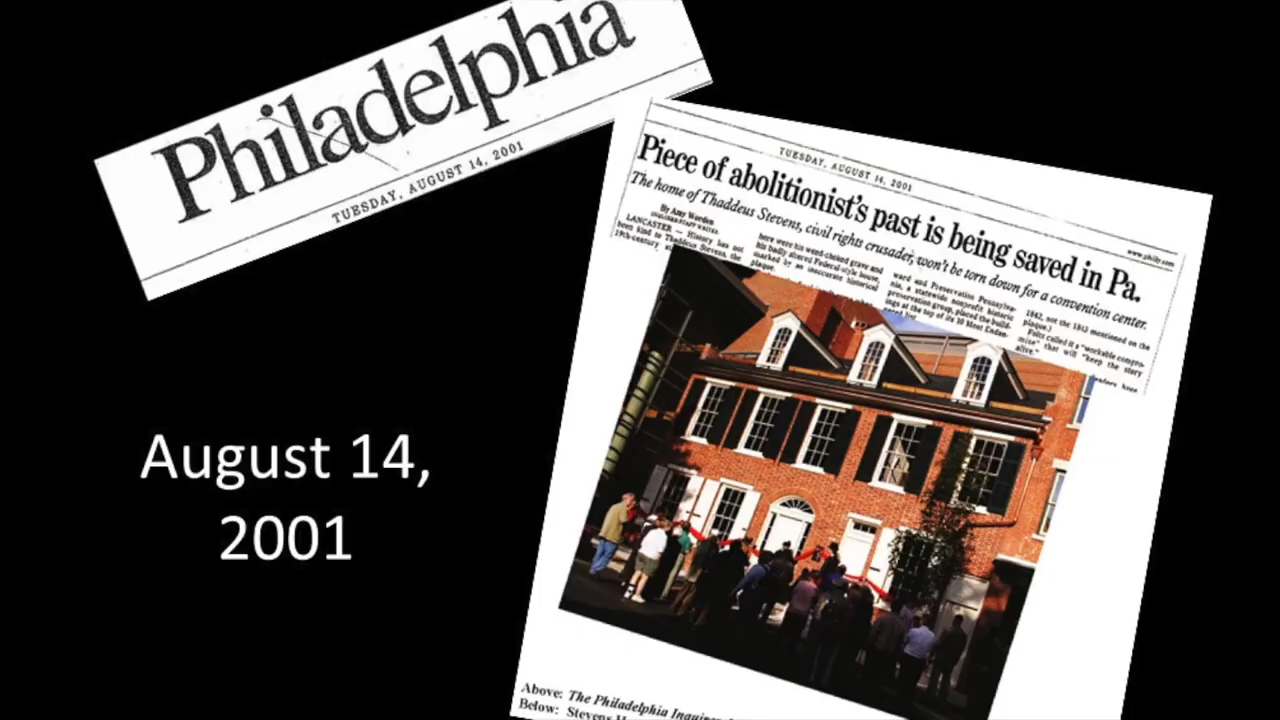 Philadelphia
TUESDAY, AUGUST 14, 2001
TUESDAY, AUGUST 14, 2001
www.philly.com
Piece of abolitionist's past is being saved in Pa.
The home of Thaddeus Stevens, civil rights crusader, won't be torn down for a convention center.
By Amy Worden
INQUIRER STAFF WRITER
LANCASTER — History has not
been kind to Thaddeus Stevens, the
19th-century
here were his weed-choked grave and
his badly altered Federal-style house,
marked by an inaccurate historical
plaque.
ward and Preservation Pennsylva-
nia, a statewide nonprofit historic
preservation group, placed the build-
ings at the top of its 10 Most Endan-
1842, not the 1843 mentioned on the
plaque.)
Foltz called it a "workable compro-
mise" that will "keep the story
alive."
August 14,
2001
Above: The Philadelphia Inquirer
Below: Stevens